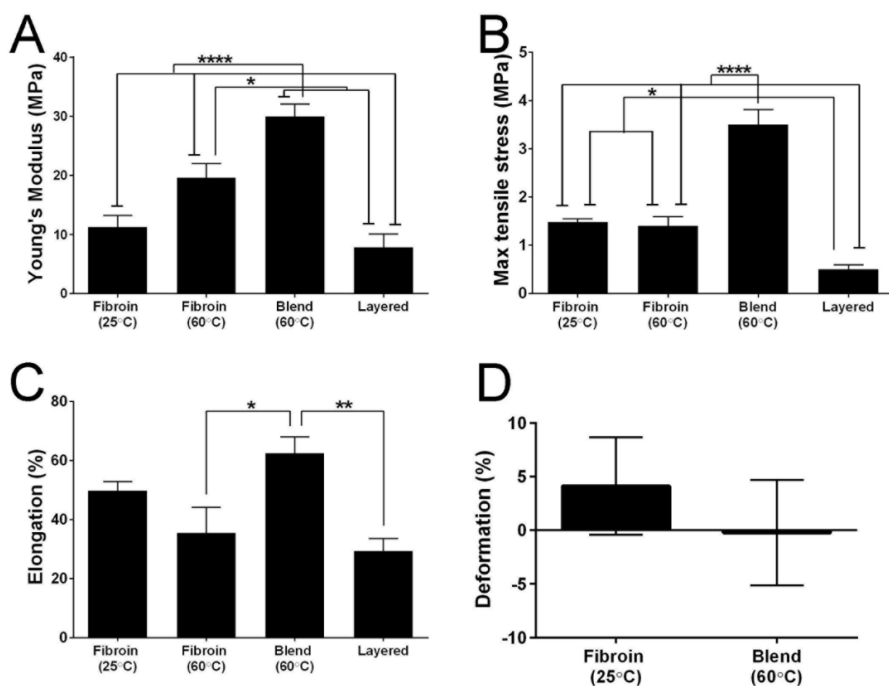 A
Young's Modulus (MPa)
40
30
20
10
0
****
*
Fibroin Fibroin Blend Layered
(25°C) (60°C) (60°C)
B
Max tensile stress (MPa)
5
4
3
2
1
0
****
*
Fibroin Fibroin Blend Layered
(25°C) (60°C) (60°C)
C
Elongation (%)
80
60
40
20
0
* **
Fibroin Fibroin Blend Layered
(25°C) (60°C) (60°C)
D
Deformation (%)
10
5
0
-5
-10
Fibroin Blend
(25°C) (60°C)